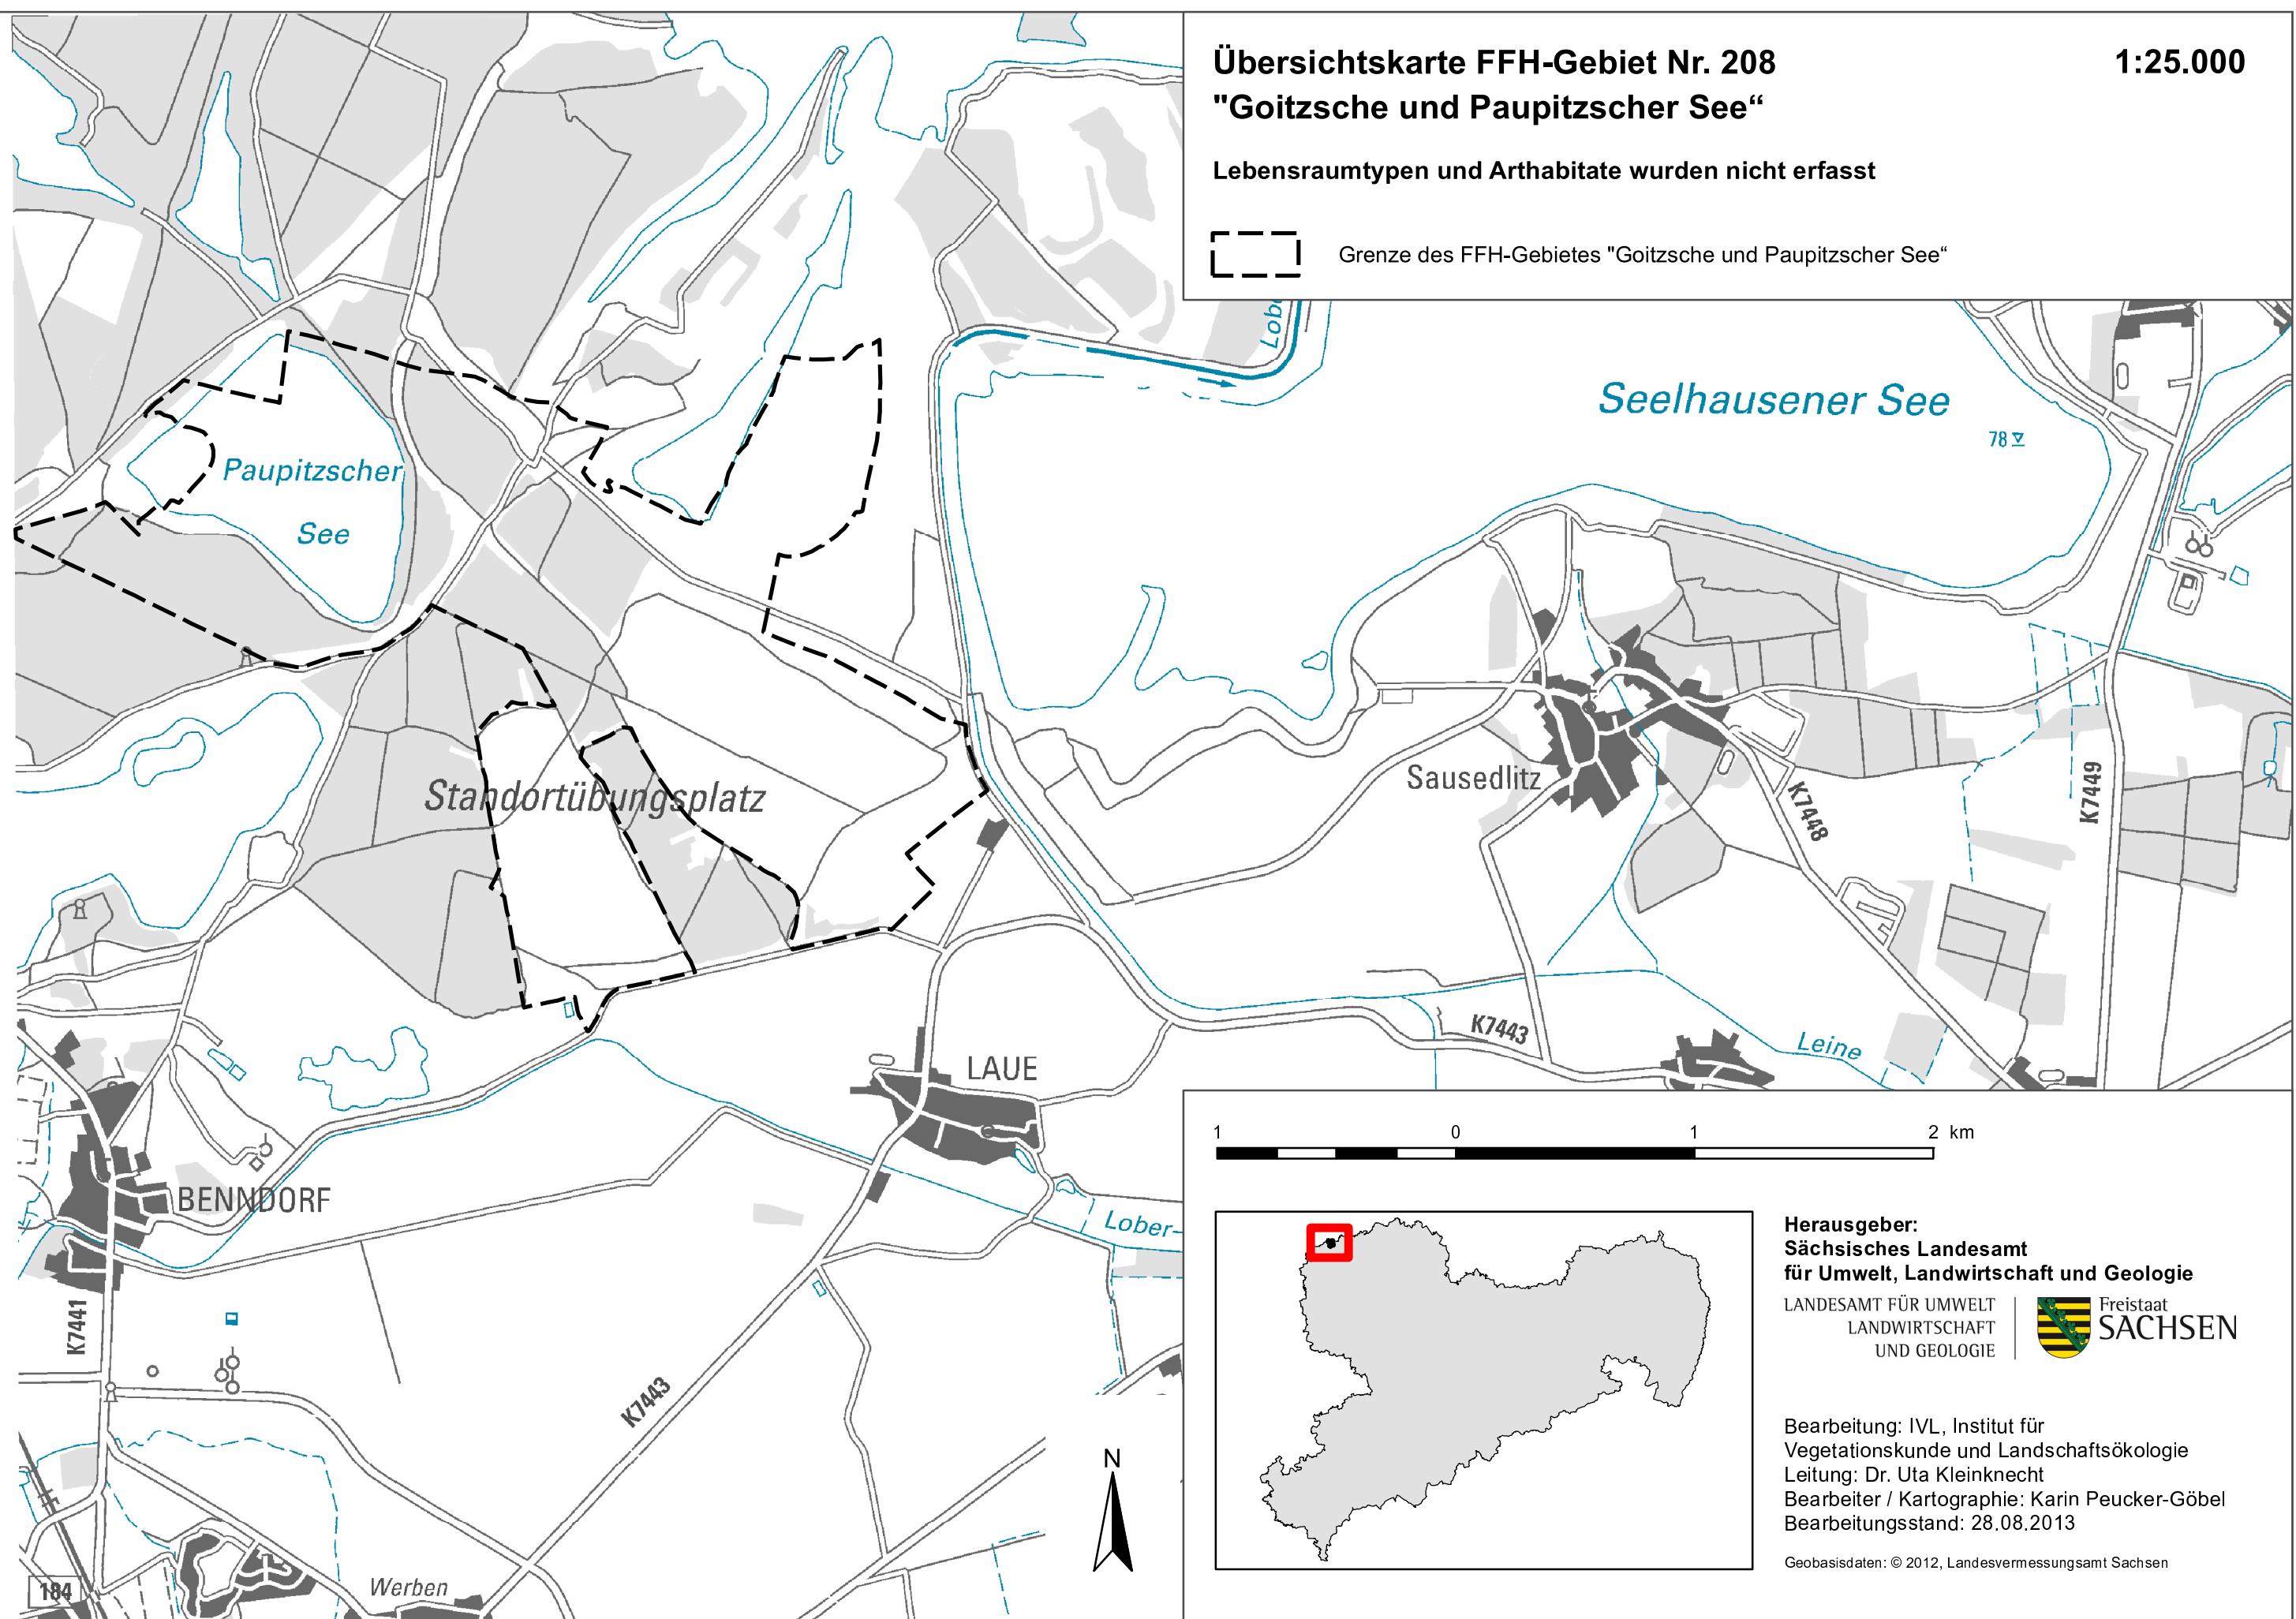 Übersichtskarte FFH-Gebiet Nr. 208
1:25.000
"Goitzsche und Paupitzscher See“
Lebensraumtypen und Arthabitate wurden nicht erfasst
Grenze des FFH-Gebietes "Goitzsche und Paupitzscher See“
Seelhausener See
78
Paupitzscher
See
Standortübungsplatz
Sausedlitz
K7448
K7449
K7443
Leine
LAUE
BENNDORF
Lober-
K7441
K7443
184
Werben
N
1 0 1 2 km
Herausgeber:
Sächsisches Landesamt
für Umwelt, Landwirtschaft und Geologie
LANDESAMT FÜR UMWELT
LANDWIRTSCHAFT
UND GEOLOGIE
Freistaat
SACHSEN
Bearbeitung: IVL, Institut für
Vegetationskunde und Landschaftsökologie
Leitung: Dr. Uta Kleinknecht
Bearbeiter / Kartographie: Karin Peucker-Göbel
Bearbeitungsstand: 28.08.2013
Geobasisdaten: © 2012, Landesvermessungsamt Sachsen